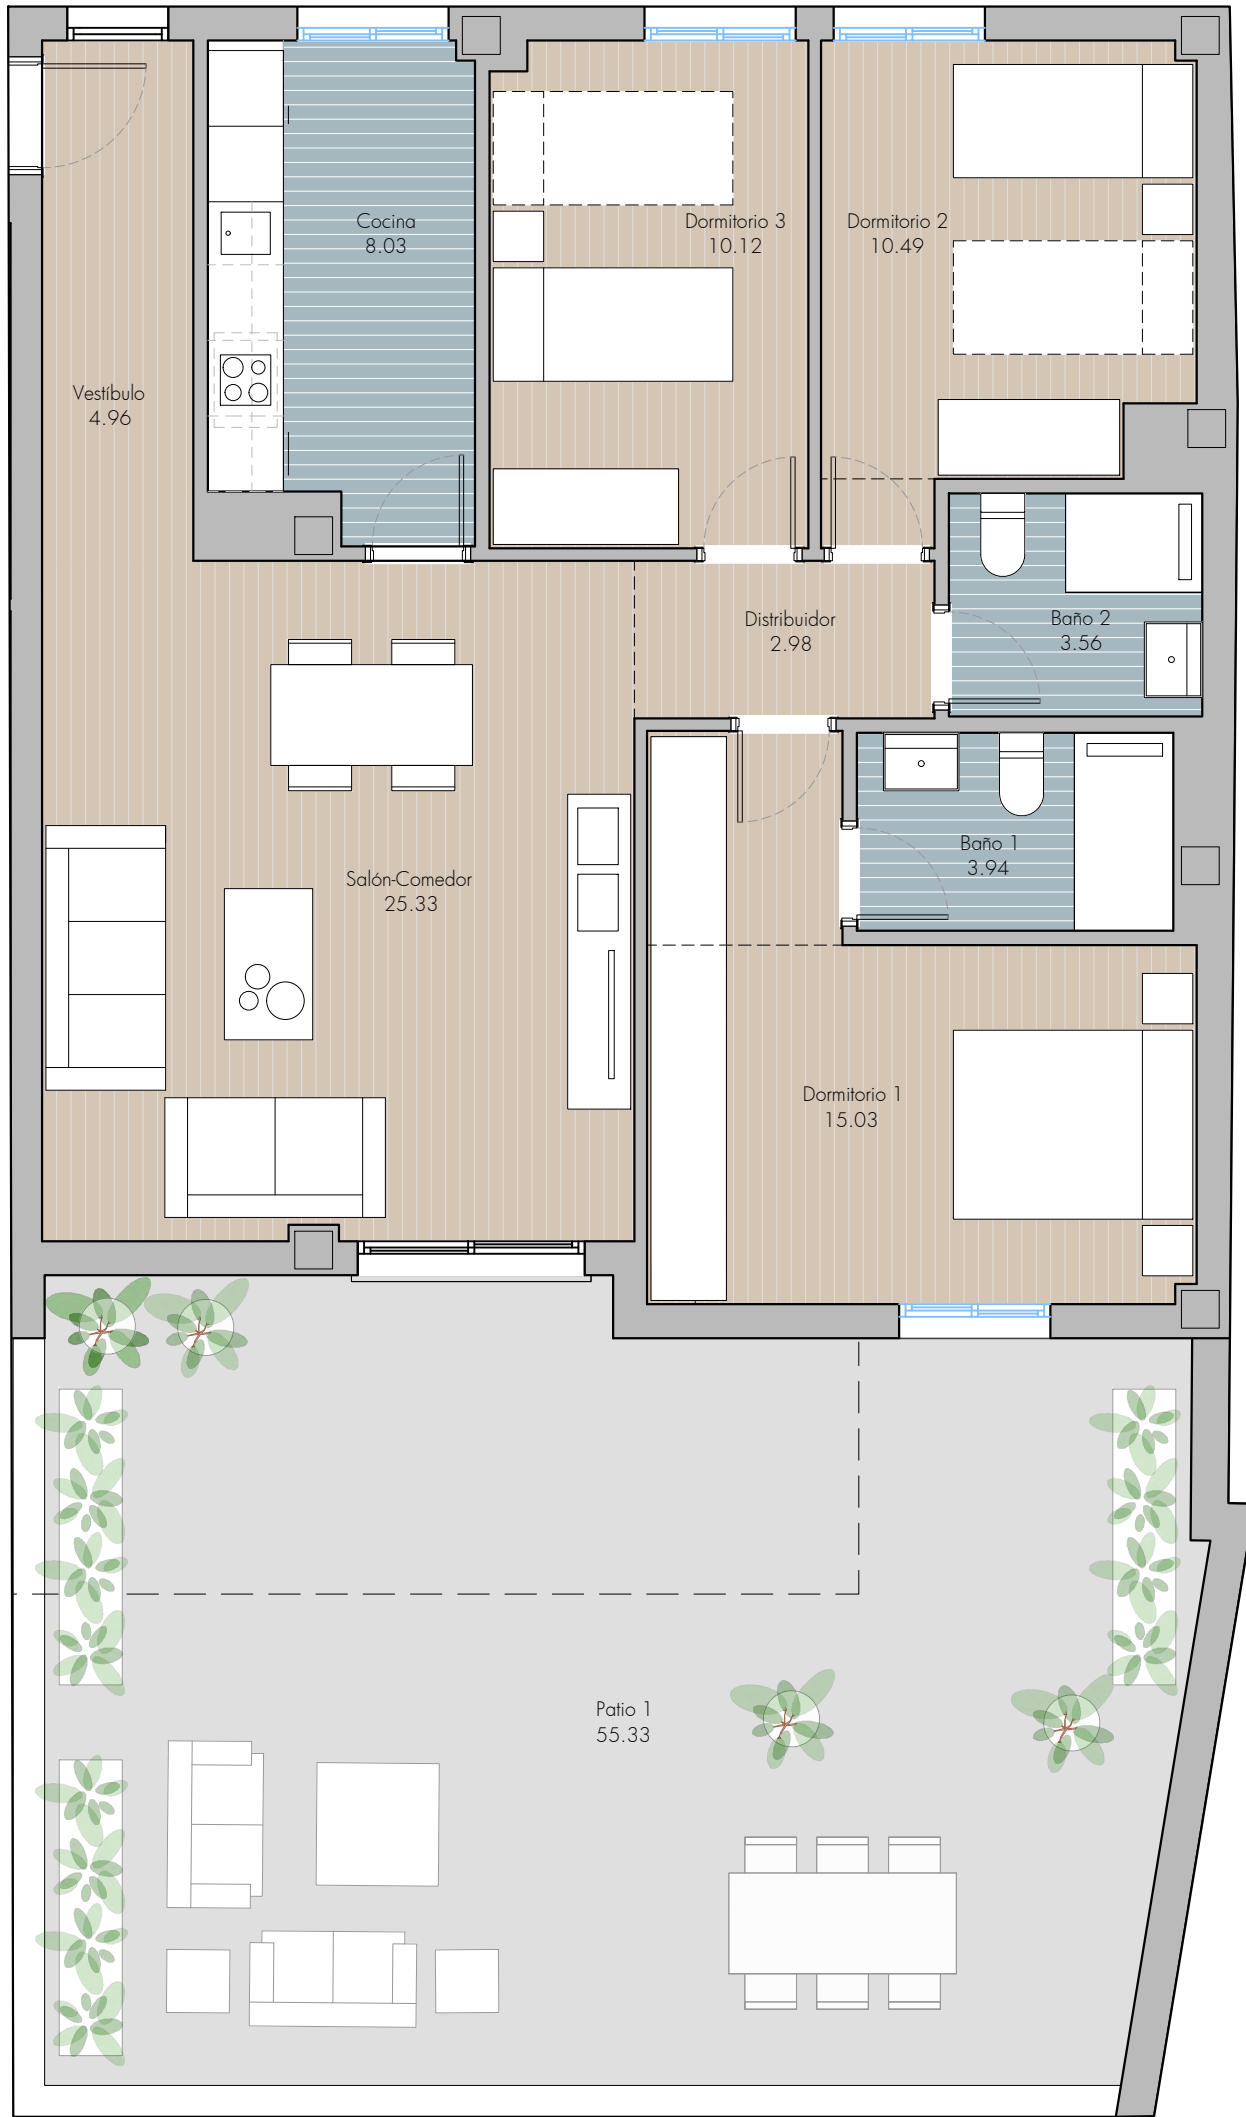 Cocina
8.03
Dormitorio 3
10.12
Dormitorio 2
10.49
Vestíbulo
4.96
Distribuidor
2.98
Baño 2
3.56
Baño 1
3.94
Salón-Comedor
25.33
Dormitorio 1
15.03
Patio 1
55.33